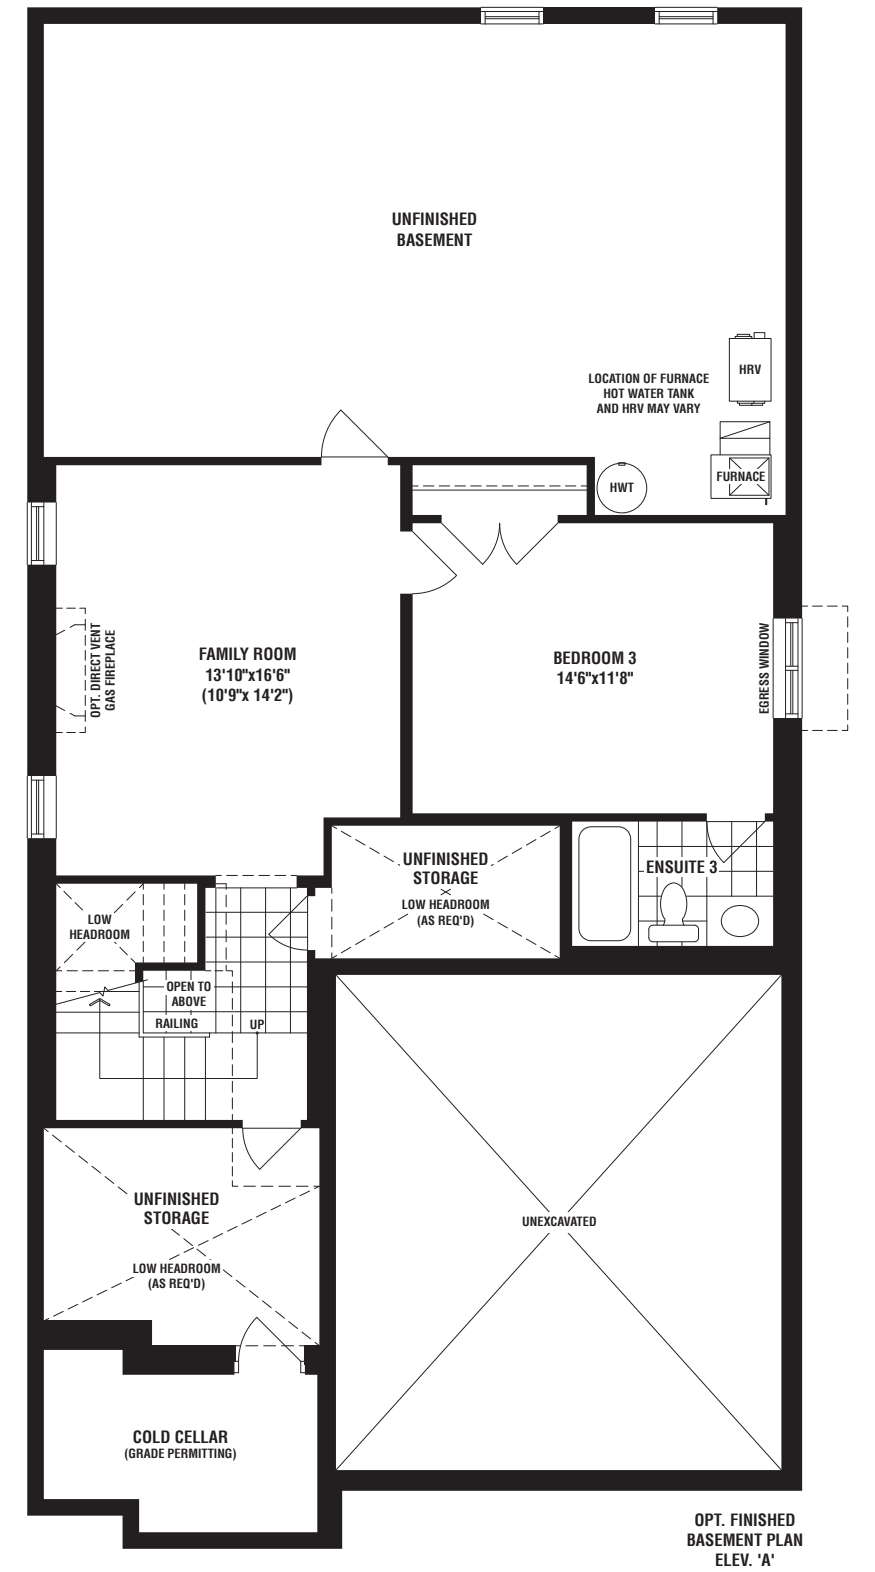 UNFINISHED
BASEMENT
HRV
LOCATION OF FURNACE
HOT WATER TANK
AND HRV MAY VARY
FURNACE
HWT
OPT. DIRECT VENT
GAS FIREPLACE
FAMILY ROOM
13'10"x16'6"
(10'9"x 14'2")
BEDROOM 3
14'6"x11'8"
EGRESS WINDOW
UNFINISHED
STORAGE
LOW HEADROOM
(AS REQ'D)
ENSUITE 3
LOW
HEADROOM
OPEN TO
ABOVE
RAILING
UP
UNFINISHED
STORAGE
LOW HEADROOM
(AS REQ'D)
UNEXCAVATED
COLD CELLAR
(GRADE PERMITTING)
OPT. FINISHED
BASEMENT PLAN
ELEV. 'A'